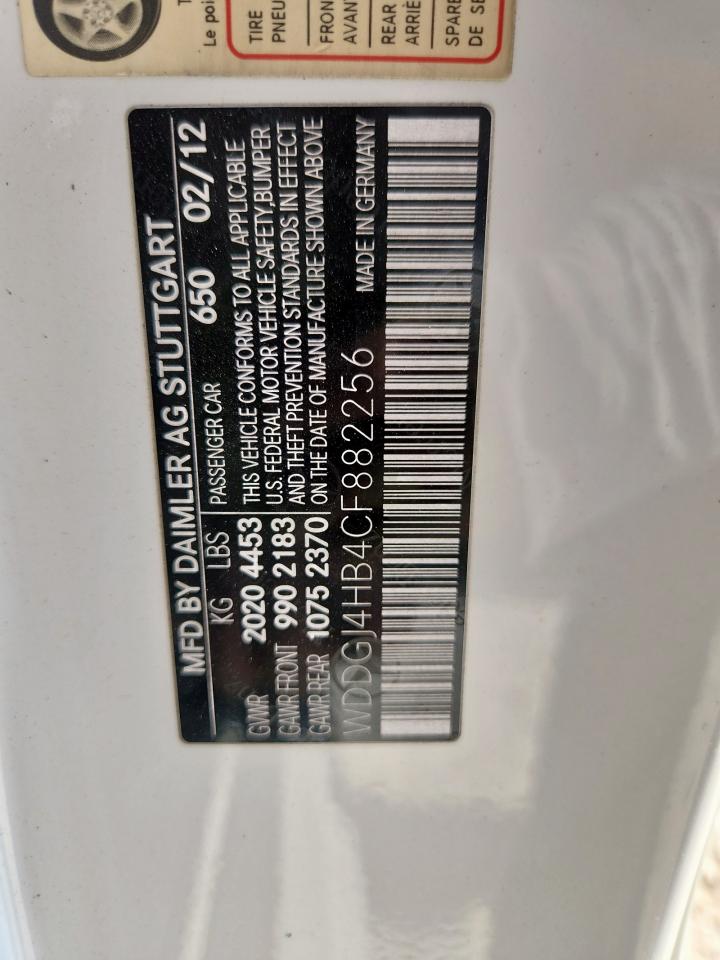 Le
TIRE
PNEU
FRON
AVAN
REAR
ARRIÈ
SPARE
DE SE
MFD BY DAIMLER AG STUTTGART
KG LBS PASSENGER CAR 650 02/12
GVWR 2020 4453 THIS VEHICLE CONFORMS TO ALL APPLICABLE
U.S. FEDERAL MOTOR VEHICLE SAFETY,BUMPER
GAWR FRONT 990 2183 AND THEFT PREVENTION STANDARDS IN EFFECT
GAWR REAR 1075 2370 ON THE DATE OF MANUFACTURE SHOWN ABOVE
WDDGJ4HB4CF882256 MADE IN GERMANY